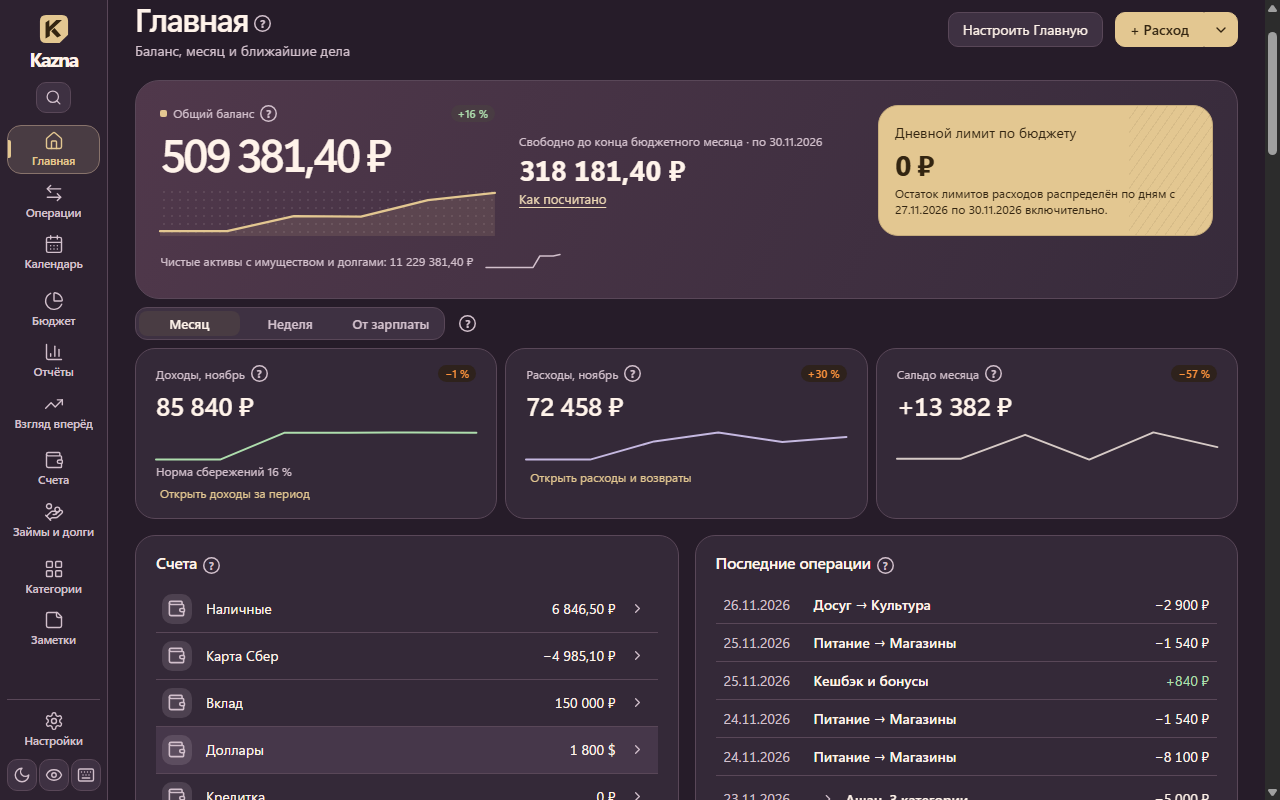 Kazna
Главная
Операции
Календарь
Бюджет
Отчёты
Взгляд вперёд
Счета
Займы и долги
Категории
Заметки
Настройки
Главная ?
Баланс, месяц и ближайшие дела
Настроить Главную
+ Расход
Общий баланс ?
+16 %
509 381,40 ₽
Свободно до конца бюджетного месяца · по 30.11.2026
318 181,40 ₽
Как посчитано
Дневной лимит по бюджету
0 ₽
Остаток лимитов расходов распределён по дням с
27.11.2026 по 30.11.2026 включительно.
Чистые активы с имуществом и долгами: 11 229 381,40 ₽
Месяц
Неделя
От зарплаты
?
Доходы, ноябрь ?
−1 %
85 840 ₽
Норма сбережений 16 %
Открыть доходы за период
Расходы, ноябрь ?
+30 %
72 458 ₽
Открыть расходы и возвраты
Сальдо месяца ?
−57 %
+13 382 ₽
Счета ?
Наличные 6 846,50 ₽
Карта Сбер −4 985,10 ₽
Вклад 150 000 ₽
Доллары 1 800 $
Кредитка 0 ₽
Последние операции ?
26.11.2026 Досуг → Культура −2 900 ₽
25.11.2026 Питание → Магазины −1 540 ₽
25.11.2026 Кешбэк и бонусы +840 ₽
24.11.2026 Питание → Магазины −1 540 ₽
24.11.2026 Питание → Магазины −8 100 ₽
23.11.2026 Ашан, 3 категории −5 000 ₽